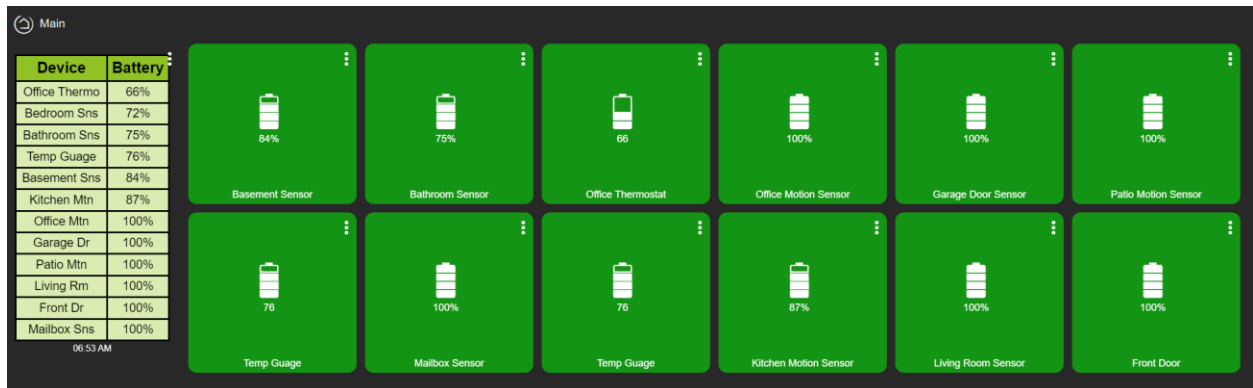 Main
Device Battery
Office Thermo 66%
Bedroom Sns 72%
Bathroom Sns 75%
Temp Guage 76%
Basement Sns 84%
Kitchen Mtn 87%
Office Mtn 100%
Garage Dr 100%
Patio Mtn 100%
Living Rm 100%
Front Dr 100%
Mailbox Sns 100%
06:53 AM
84% 75% 66 100% 100% 100%
Basement Sensor Bathroom Sensor Office Thermostat Office Motion Sensor Garage Door Sensor Patio Motion Sensor
76 100% 76 87% 100% 100%
Temp Guage Mailbox Sensor Temp Guage Kitchen Motion Sensor Living Room Sensor Front Door